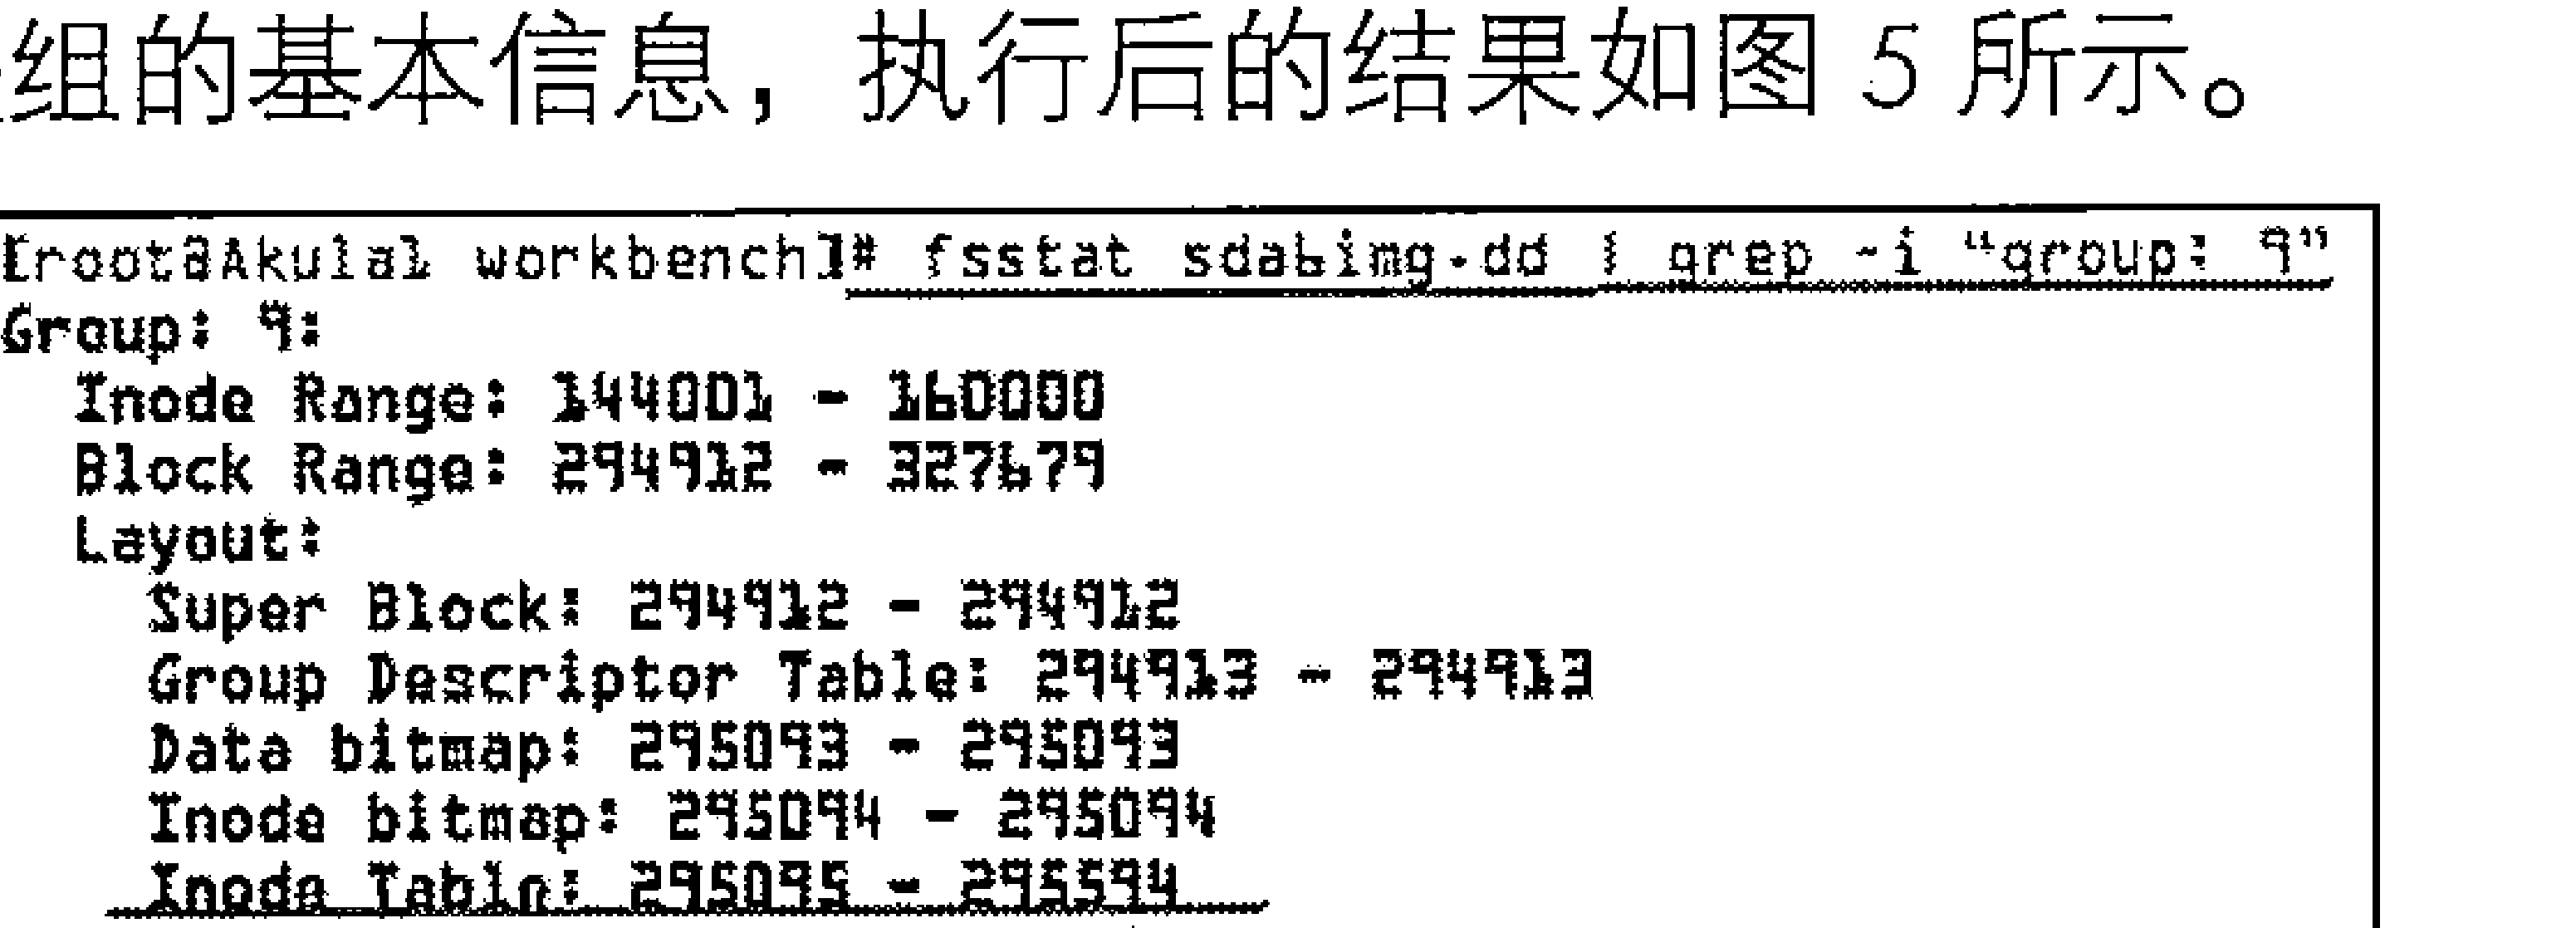 组的基本信息，执行后的结果如图 5 所示。
[root@Akulal workbench]# fsstat sdabimg.dd | grep -i "group: 9"
Group: 9:
Inode Range: 144001 - 160000
Block Range: 294912 - 327679
Layout:
Super Block: 294912 - 294912
Group Descriptor Table: 294913 - 294913
Data bitmap: 295093 - 295093
Inode bitmap: 295094 - 295094
Inode Table: 295095 - 295594